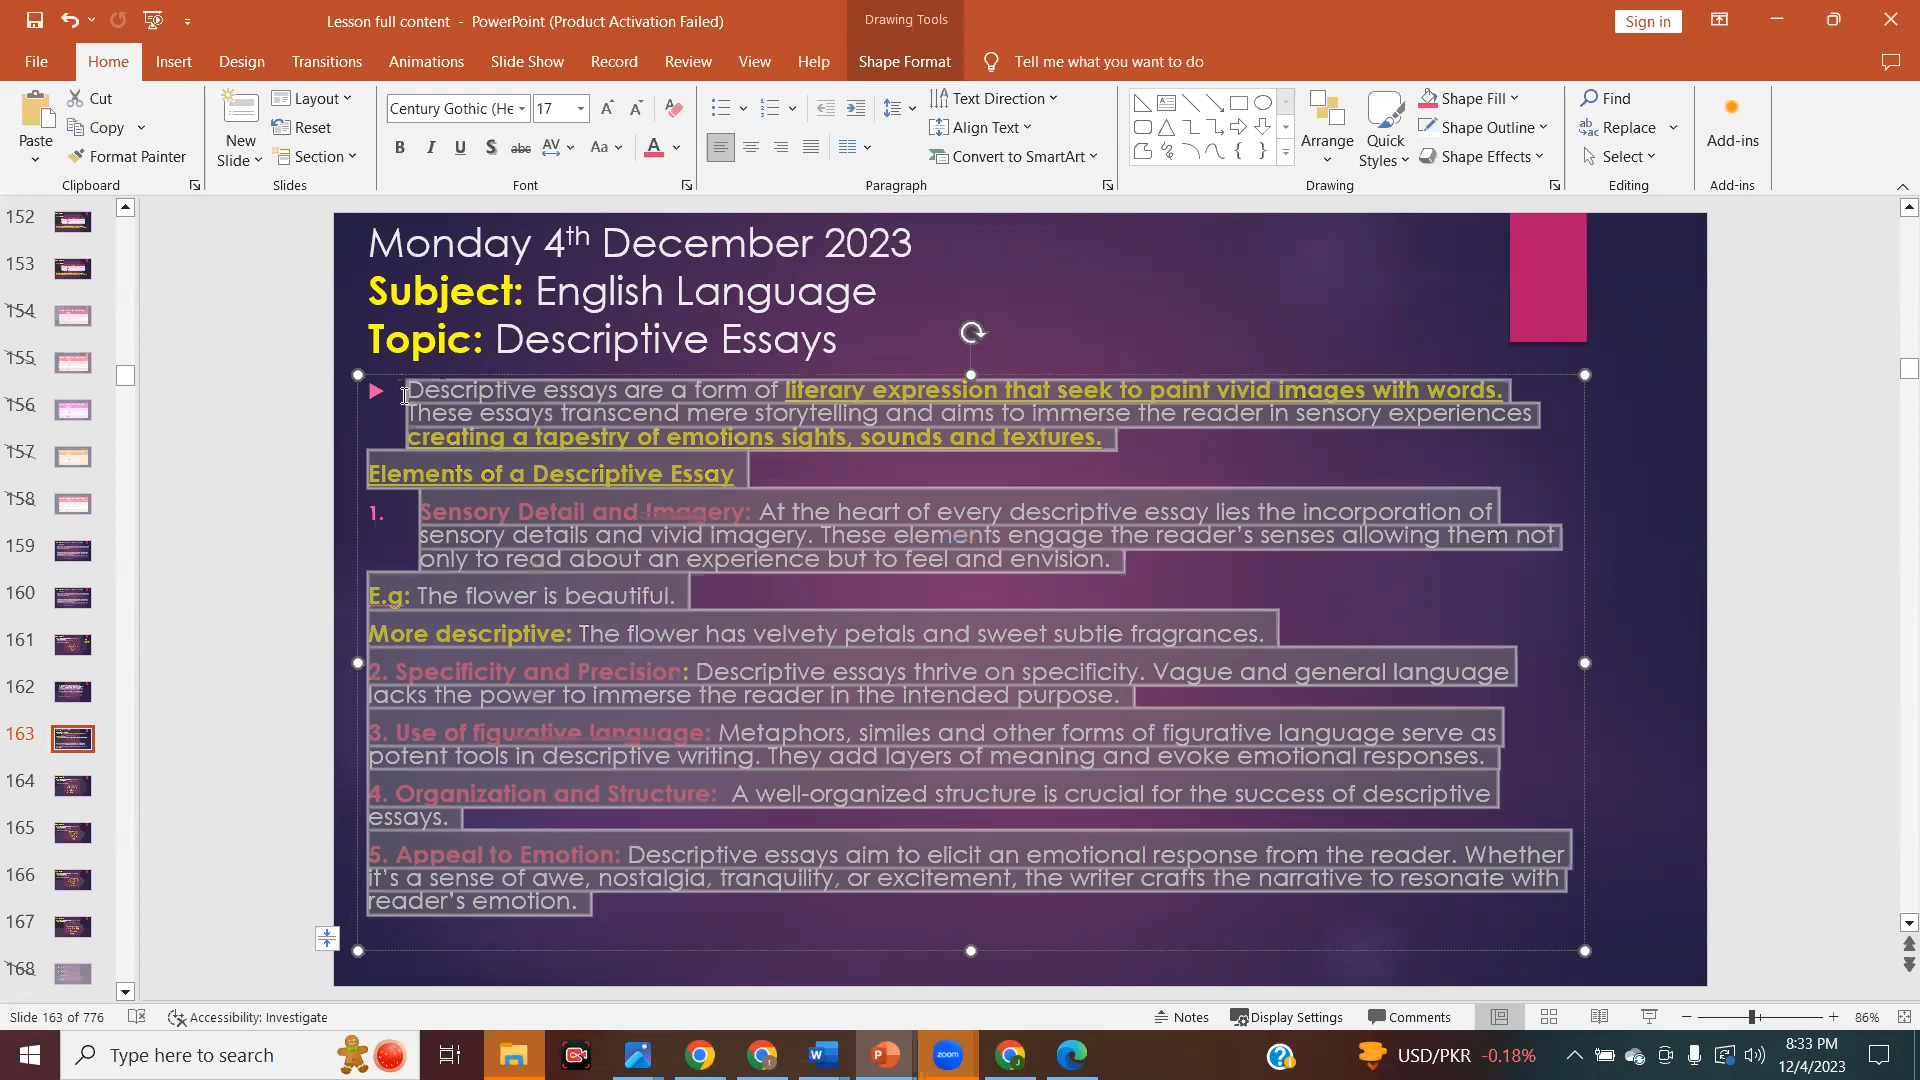 Lesson full content - PowerPoint (Product Activation Failed)
Drawing Tools
Sign in
File Home Insert Design Transitions Animations Slide Show Record Review View Help Shape Format Tell me what you want to do
Paste
Cut
Copy
Format Painter
Clipboard
New Slide
Layout
Reset
Section
Slides
Century Gothic (He 17
B I U S abc AV Aa A
Font
Text Direction
Align Text
Convert to SmartArt
Paragraph
Arrange
Quick Styles
Shape Fill
Shape Outline
Shape Effects
Drawing
Find
Replace
Select
Editing
Add-ins
Add-ins
152
153
154
155
156
157
158
159
160
161
162
163
164
165
166
167
168
Monday 4th December 2023
Subject: English Language
Topic: Descriptive Essays
Descriptive essays are a form of literary expression that seek to paint vivid images with words.
These essays transcend mere storytelling and aims to immerse the reader in sensory experiences
creating a tapestry of emotions sights, sounds and textures.
Elements of a Descriptive Essay
1. Sensory Detail and Imagery: At the heart of every descriptive essay lies the incorporation of
sensory details and vivid imagery. These elements engage the reader's senses allowing them not
only to read about an experience but to feel and envision.
E.g: The flower is beautiful.
More descriptive: The flower has velvety petals and sweet subtle fragrances.
2. Specificity and Precision: Descriptive essays thrive on specificity. Vague and general language
lacks the power to immerse the reader in the intended purpose.
3. Use of figurative language: Metaphors, similes and other forms of figurative language serve as
potent tools in descriptive writing. They add layers of meaning and evoke emotional responses.
4. Organization and Structure: A well-organized structure is crucial for the success of descriptive
essays.
5. Appeal to Emotion: Descriptive essays aim to elicit an emotional response from the reader. Whether
it's a sense of awe, nostalgia, tranquility, or excitement, the writer crafts the narrative to resonate with
reader's emotion.
Slide 163 of 776 Accessibility: Investigate Notes Display Settings Comments 86%
Type here to search
zoom
USD/PKR -0.18%
8:33 PM
12/4/2023